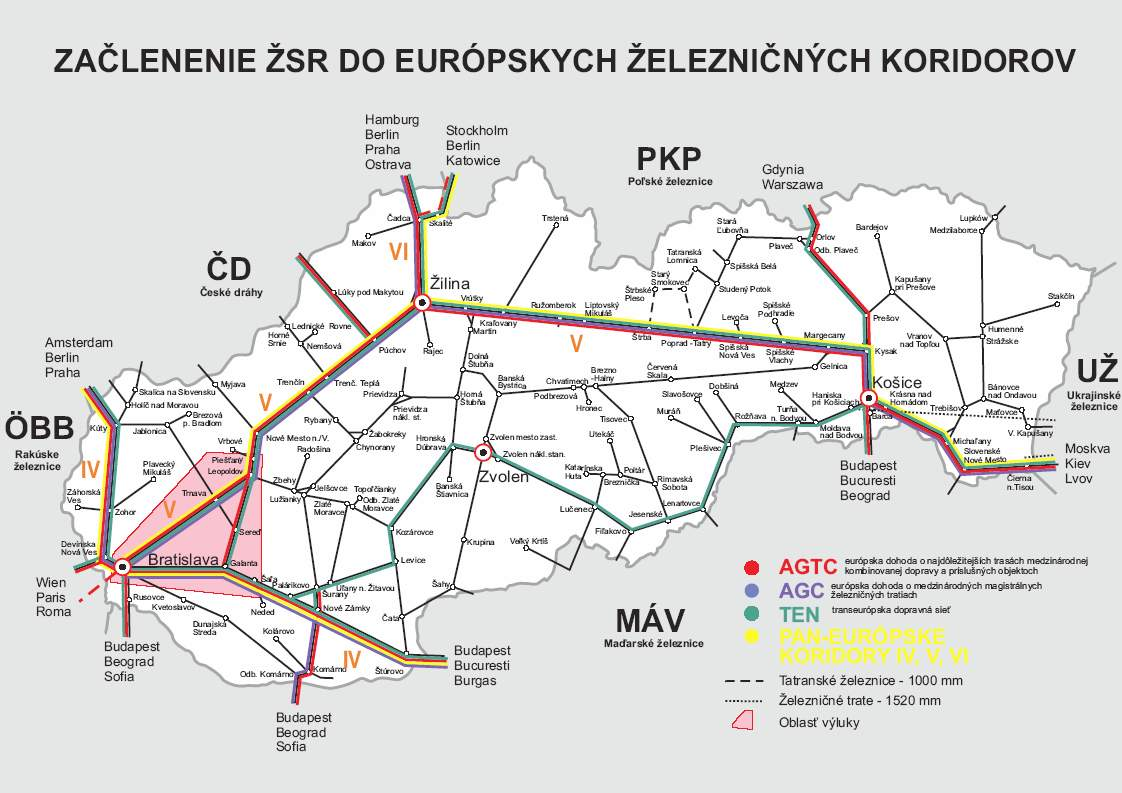 ZAČLENENIE ŽSR DO EURÓPSKYCH ŽELEZNIČNÝCH KORIDOROV
Hamburg
Berlin
Praha
Ostrava
Stockholm
Berlin
Katowice
PKP
Poľské železnice
Gdynia
Warszawa
ČD
České dráhy
Amsterdam
Berlin
Praha
ÖBB
Rakúske
železnice
Wien
Paris
Roma
Budapest
Beograd
Sofia
Budapest
Beograd
Sofia
Budapest
Bucuresti
Burgas
MÁV
Maďarské železnice
Budapest
Bucuresti
Beograd
UŽ
Ukrajinské
železnice
Moskva
Kiev
Lvov
VI
V
V
V
IV
IV
Čadca
Skalité
Makov
Trstená
Žilina
Lúky pod Makytou
Lednické Rovne
Horné
Srnie
Nemšová
Púchov
Rajec
Vrútky
Kraľovany
Martin
Ružomberok
Liptovský
Mikuláš
Štrba
Poprad -Tatry
Štrbské
Pleso
Starý
Smokovec
Tatranská
Lomnica
Studený Potok
Spišská Belá
Stará
Ľubovňa
Plaveč
Orlov
Odb. Plaveč
Bardejov
Lupków
Medzilaborce
Kapušany
pri Prešove
Stakčín
Humenné
Strážske
Vranov
nad Topľou
Prešov
Kysak
Margecany
Levoča
Spišské
Podhradie
Spišská
Nová Ves
Spišské
Vlachy
Gelnica
Košice
Krásna nad
Hornádom
Barca
Haniska
pri Košiciach
Trebišov
Bánovce
nad Ondavou
Maťovce
V. Kapušany
Michaľany
Slovenské
Nové Mesto
Čierna
n.Tisou
Moldava
nad Bodvou
Turňa
n. Bodvou
Medzev
Rožňava
Dobšiná
Slavošovce
Muráň
Plešivec
Červená
Skala
Brezno
-Halny
Chvatimech
Podbrezová
Hronec
Tisovec
Utekáč
Poltár
Katarínska
Huta
Breznička
Rimavská
Sobota
Lenartovce
Jesenské
Lučenec
Fiľakovo
Veľký Krtíš
Banská
Bystrica
Dolná
Štubňa
Horná
Štubňa
Zvolen mesto zast.
Zvolen nákl.stan.
Zvolen
Hronská
Dúbrava
Banská
Štiavnica
Krupina
Šahy
Čata
Levice
Kozárovce
Trenčín
Trenč. Teplá
Prievidza
Prievidza
nákl. st.
Rybany
Žabokreky
Chynorany
Myjava
Skalica na Slovensku
Holíč nad Moravou
Brezová
p. Bradlom
Jablonica
Kúty
Vrbové
Piešťany
Leopoldov
Nové Mesto n./V.
Radošina
Zbehy
Lužianky
Jelšovce
Zlaté
Moravce
Topoľčianky
Odb. Zlaté
Moravce
Plavecký
Mikuláš
Záhorská
Ves
Zohor
Trnava
Sereď
Galanta
Devínska
Nová Ves
Bratislava
Rusovce
Kvetoslavov
Dunajská
Streda
Šaľa
Neded
Palárikovo
Šurany
Úľany n. Žitavou
Nové Zámky
Kolárovo
Odb. Komárno
Komárno
Štúrovo
AGTC európska dohoda o najdôležitejších trasách medzinárodnej
kombinovanej dopravy a príslušných objektoch
AGC európska dohoda o medzinárodných magistrálnych
železničných tratiach
TEN transeurópska dopravná sieť
PAN-EURÓPSKE
KORIDORY IV, V, VI
Tatranské železnice - 1000 mm
Železničné trate - 1520 mm
Oblasť výluky